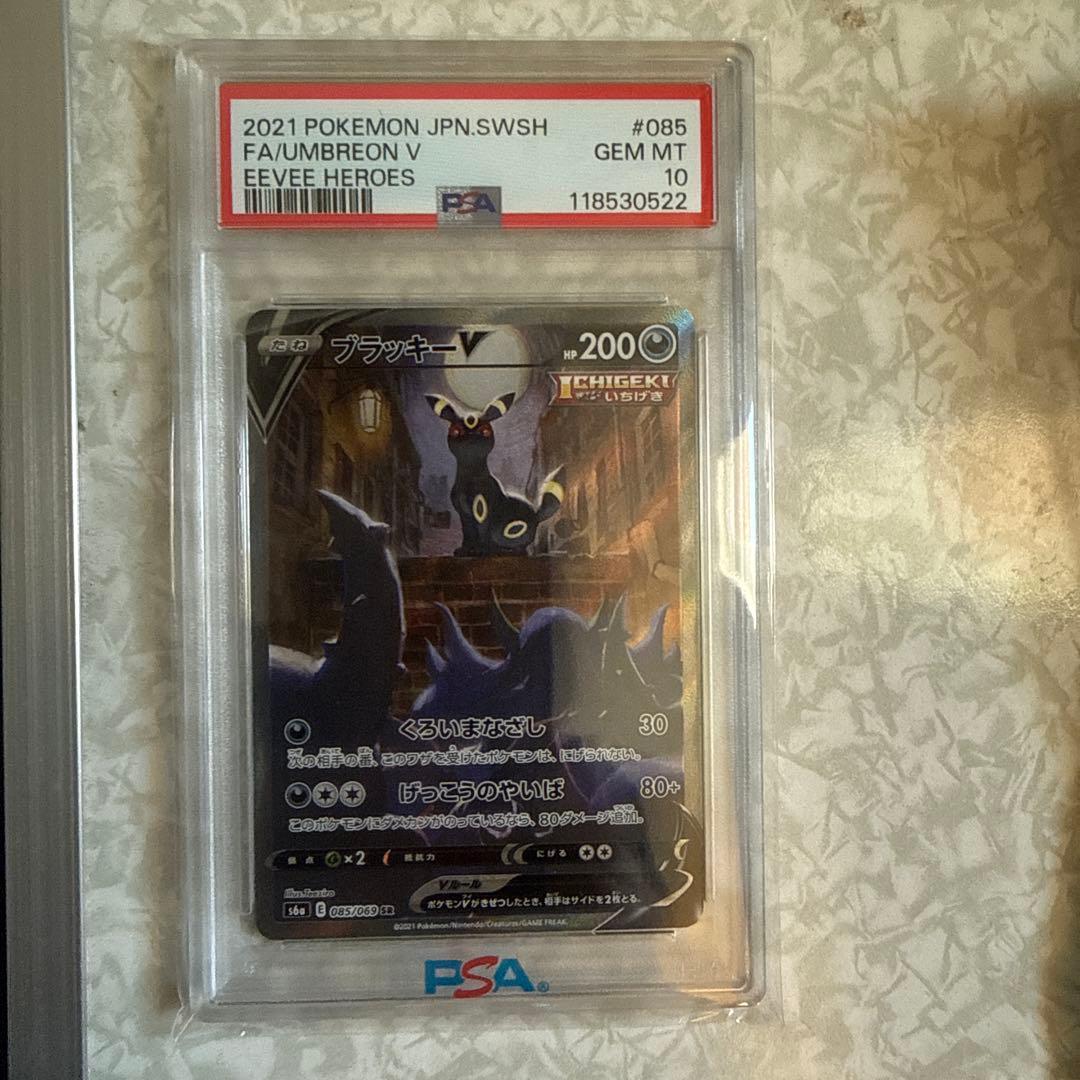 2021 POKEMON JPN.SWSH #085
FA/UMBREON V GEM MT
EEVEE HEROES 10
PSA 118530522
たね ブラッキーV HP 200
ICHIGEKI
いちげき
くろいまなざし 30
次の相手の番、このワザを受けたポケモンは、にげられない。
げっこうのやいば 80+
このポケモンにダメカンがのっているなら、80ダメージ追加。
弱点 ×2 抵抗力 にげる
Vルール
ポケモンVがきぜつしたとき、相手はサイドを2枚とる。
Illus.Teeziro
s6a E 085/069 SR
©2021 Pokémon/Nintendo/Creatures/GAME FREAK.
PSA®